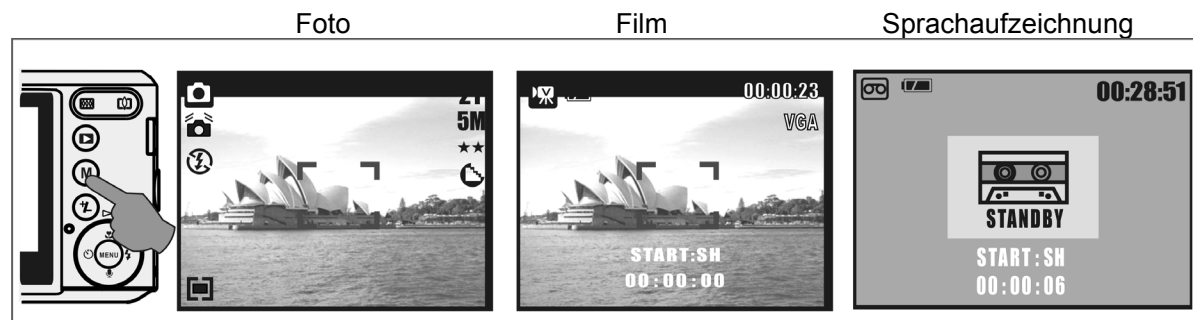 Foto
Film
Sprachaufzeichnung
M
MENU
5M
START:SH
00:00:00
00:00:23
VGA
00:28:51
STANDBY
START:SH
00:00:06